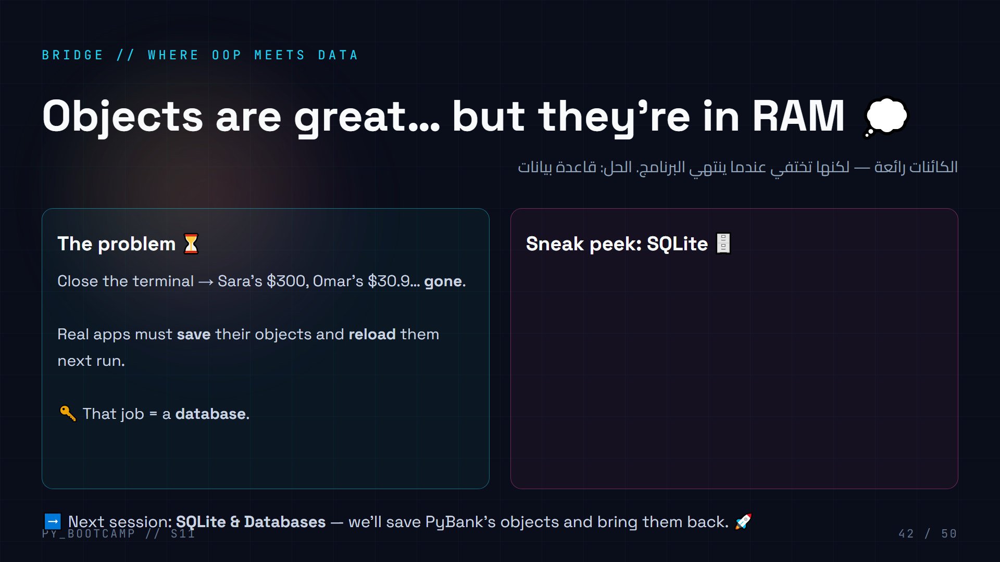 BRIDGE // WHERE OOP MEETS DATA
Objects are great… but they’re in RAM 💭
الكائنات رائعة — لكنها تختفي عندما ينتهي البرنامج. الحل: قاعدة بيانات
The problem ⏳
Close the terminal → Sara’s $300, Omar’s $30.9… gone.
Real apps must save their objects and reload them
next run.
🔑 That job = a database.
Sneak peek: SQLite 🗄️
➡️ Next session: SQLite & Databases — we’ll save PyBank’s objects and bring them back. 🚀
PY_BOOTCAMP // S11
42 / 50